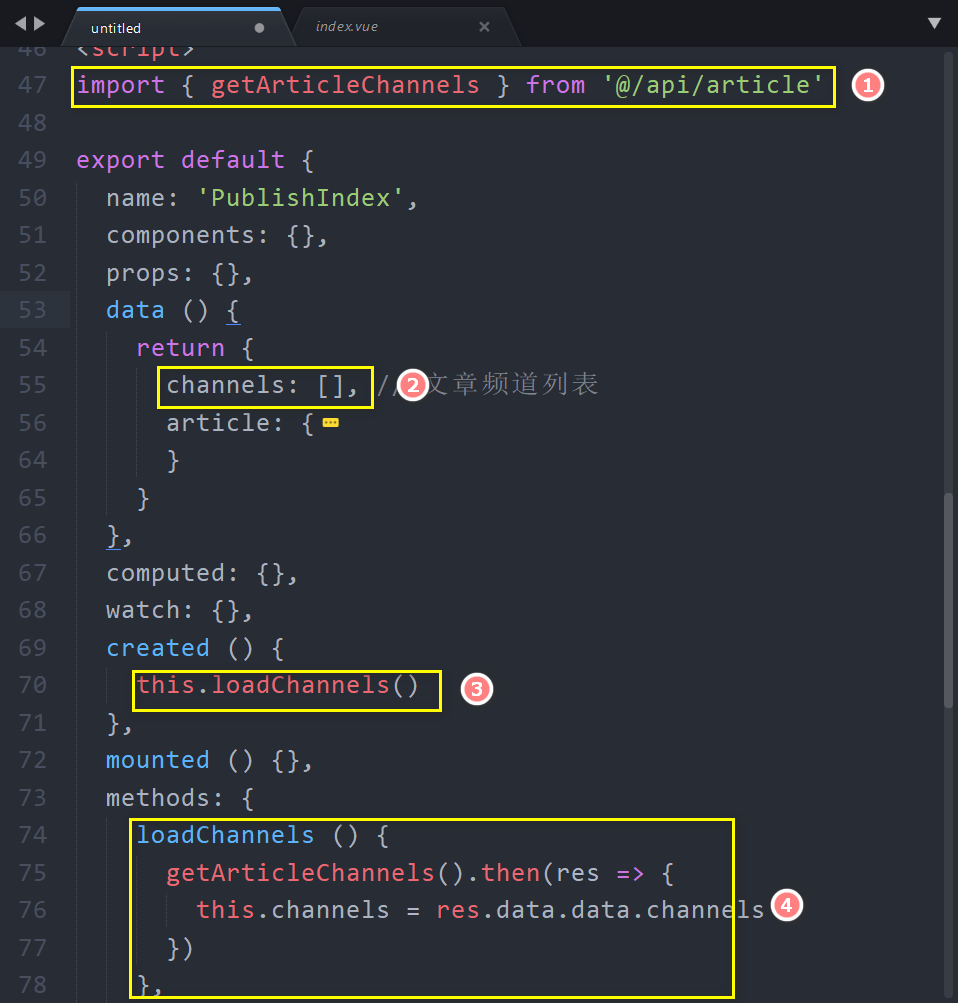 untitled
index.vue
46 <script>
47 import { getArticleChannels } from '@/api/article' 1
48
49 export default {
50 name: 'PublishIndex',
51 components: {},
52 props: {},
53 data () {
54 return {
55 channels: [], // 2 文章频道列表
56 article: {
64 }
65 }
66 },
67 computed: {},
68 watch: {},
69 created () {
70 this.loadChannels() 3
71 },
72 mounted () {},
73 methods: {
74 loadChannels () {
75 getArticleChannels().then(res => {
76 this.channels = res.data.data.channels 4
77 })
78 },